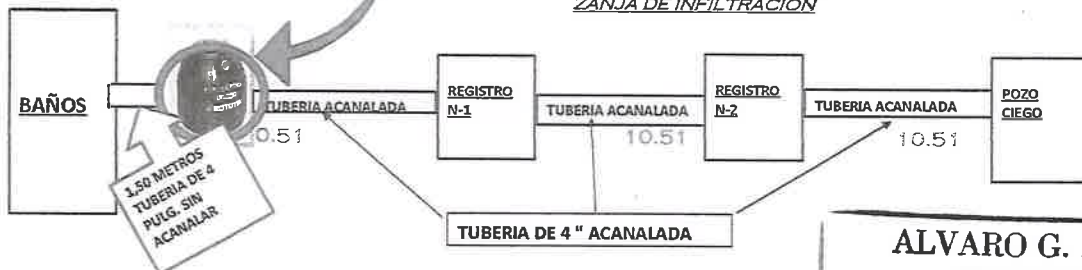 ZANJA DE INFILTRACION
BAÑOS
TUBERIA ACANALADA
0.51
REGISTRO
N-1
TUBERIA ACANALADA
10.51
REGISTRO
N-2
TUBERIA ACANALADA
10.51
POZO
CIEGO
1,50 METROS
TUBERIA DE 4
PULG. SIN
ACANALAR
TUBERIA DE 4 " ACANALADA
ALVARO G.